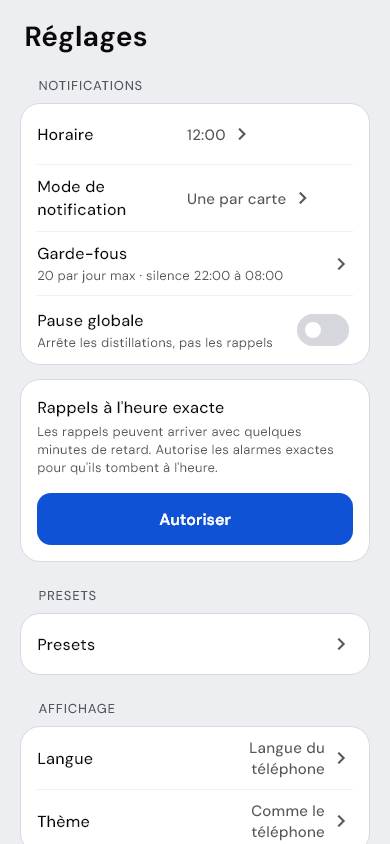 Réglages
NOTIFICATIONS
Horaire
12:00
Mode de
notification
Une par carte
Garde-fous
20 par jour max · silence 22:00 à 08:00
Pause globale
Arrête les distillations, pas les rappels
Rappels à l'heure exacte
Les rappels peuvent arriver avec quelques
minutes de retard. Autorise les alarmes exactes
pour qu'ils tombent à l'heure.
Autoriser
PRESETS
Presets
AFFICHAGE
Langue
Langue du
téléphone
Thème
Comme le
téléphone